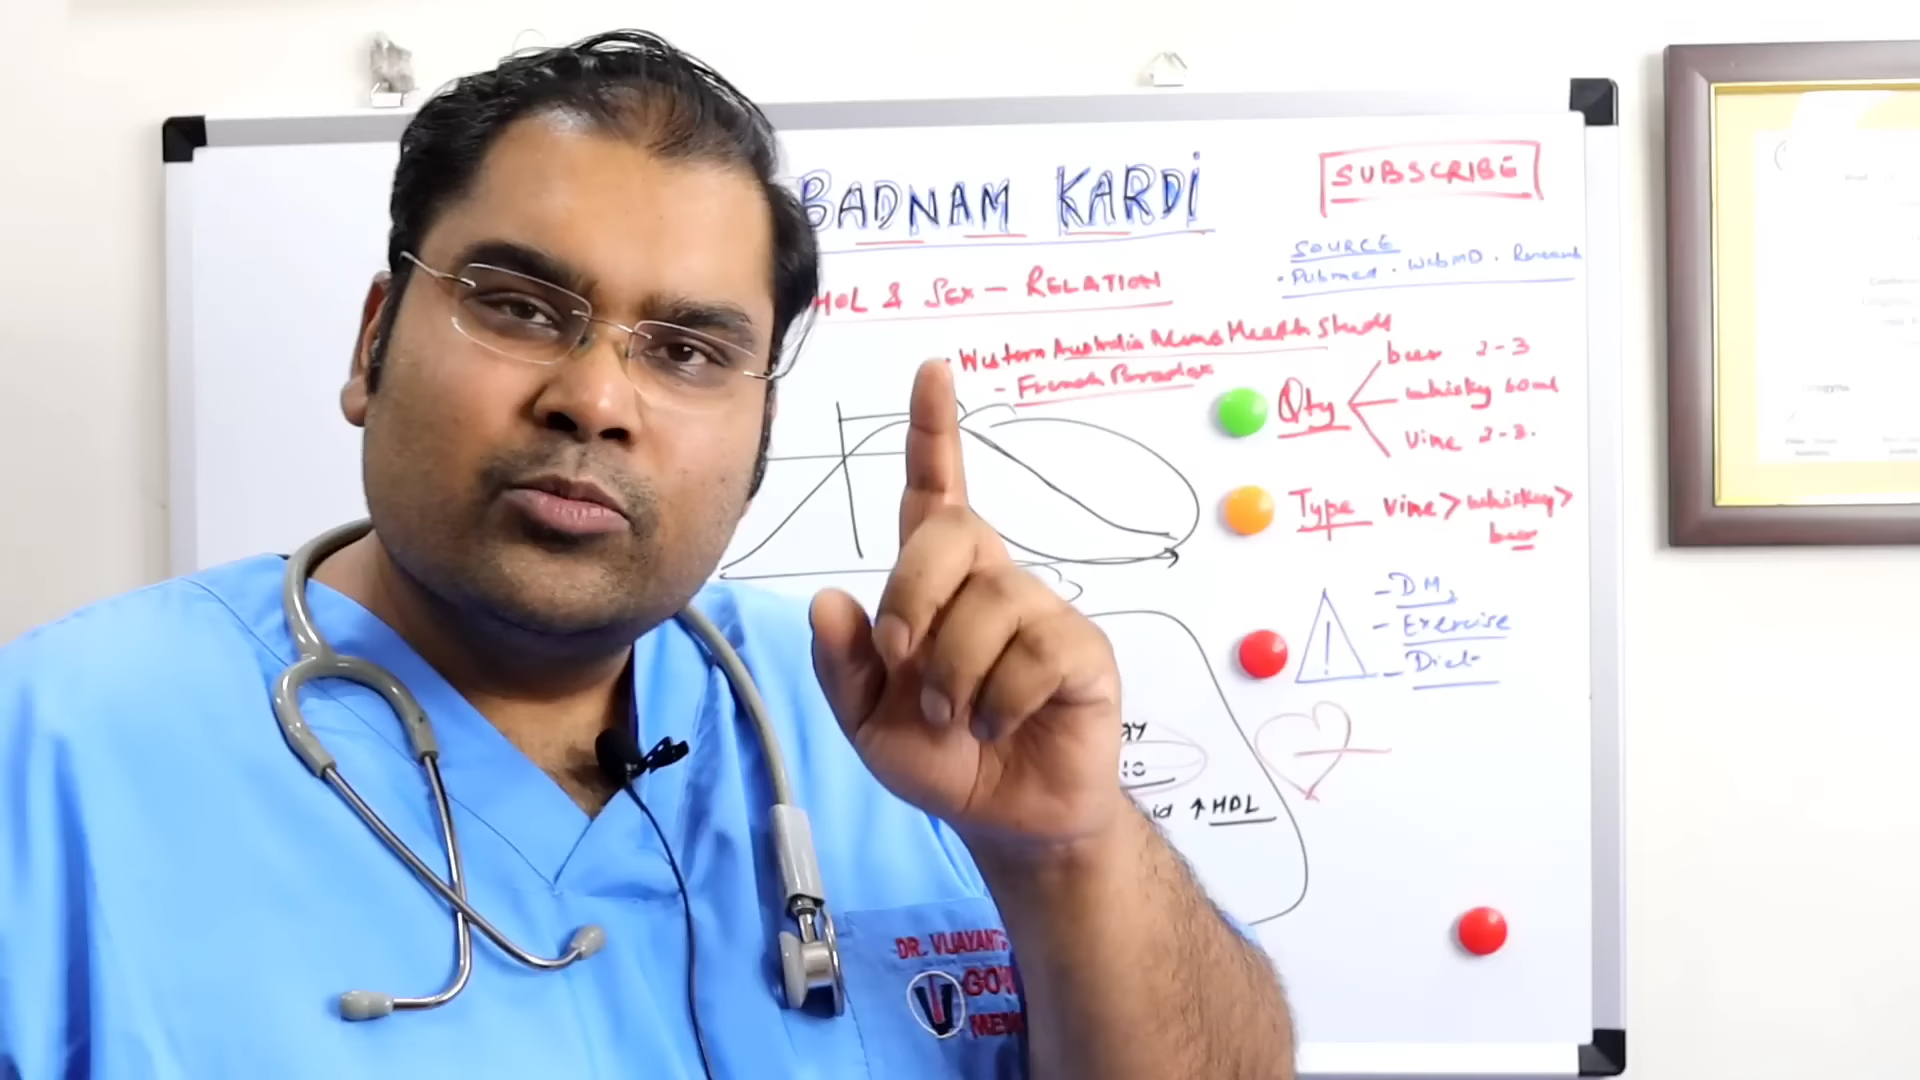 BADNAM KARDI
SUBSCRIBE
SOURCE
• Pubmed • WebMD • Research
HOL & SEX — RELATION
• Western Australia Mens Health Study
- French Paradox
Qty
beer 2-3
whisky 60ml
Vine 2-3.
Type Vine > whiskey >
beer
! - DM,
- Exercise
- Diet
↑ HDL
DR. VIJAYANT